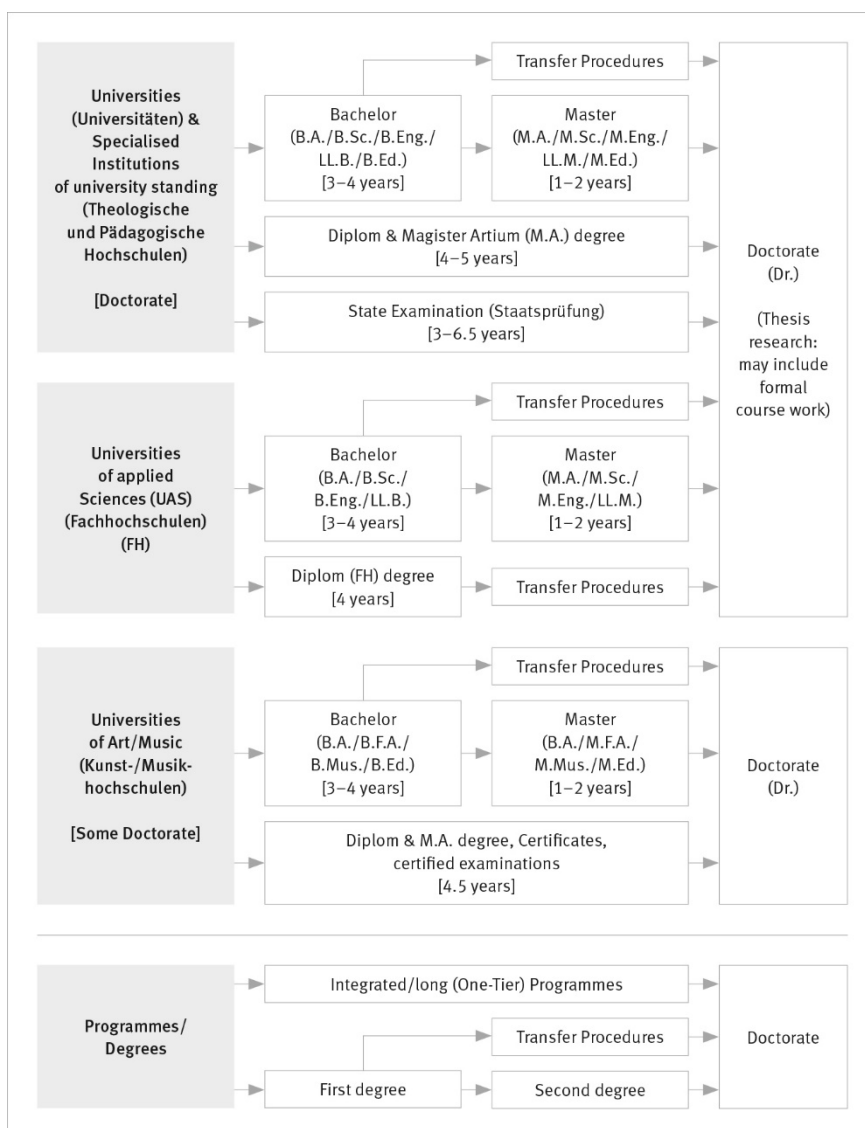 Universities
(Universitäten) &
Specialised
Institutions
of university standing
(Theologische
und Pädagogische
Hochschulen)
[Doctorate]
Transfer Procedures
Bachelor
(B.A./B.Sc./B.Eng./
LL.B./B.Ed.)
[3–4 years]
Master
(M.A./M.Sc./M.Eng./
LL.M./M.Ed.)
[1–2 years]
Diplom & Magister Artium (M.A.) degree
[4–5 years]
State Examination (Staatsprüfung)
[3–6.5 years]
Doctorate
(Dr.)
(Thesis
research:
may include
formal
course work)
Universities
of applied
Sciences (UAS)
(Fachhochschulen)
(FH)
Transfer Procedures
Bachelor
(B.A./B.Sc./
B.Eng./LL.B.)
[3–4 years]
Master
(M.A./M.Sc./
M.Eng./LL.M.)
[1–2 years]
Diplom (FH) degree
[4 years]
Transfer Procedures
Universities
of Art/Music
(Kunst-/Musik-
hochschulen)
[Some Doctorate]
Transfer Procedures
Bachelor
(B.A./B.F.A./
B.Mus./B.Ed.)
[3–4 years]
Master
(B.A./M.F.A./
M.Mus./M.Ed.)
[1–2 years]
Diplom & M.A. degree, Certificates,
certified examinations
[4.5 years]
Doctorate
(Dr.)
Programmes/
Degrees
Integrated/long (One-Tier) Programmes
Transfer Procedures
First degree
Second degree
Doctorate